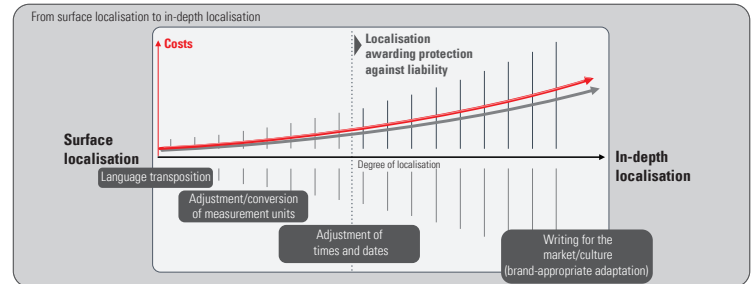 From surface localisation to in-depth localisation
Costs
Localisation
awarding protection
against liability
Surface
localisation
Degree of localisation
In-depth
localisation
Language transposition
Adjustment/conversion
of measurement units
Adjustment of
times and dates
Writing for the
market/culture
(brand-appropriate adaptation)